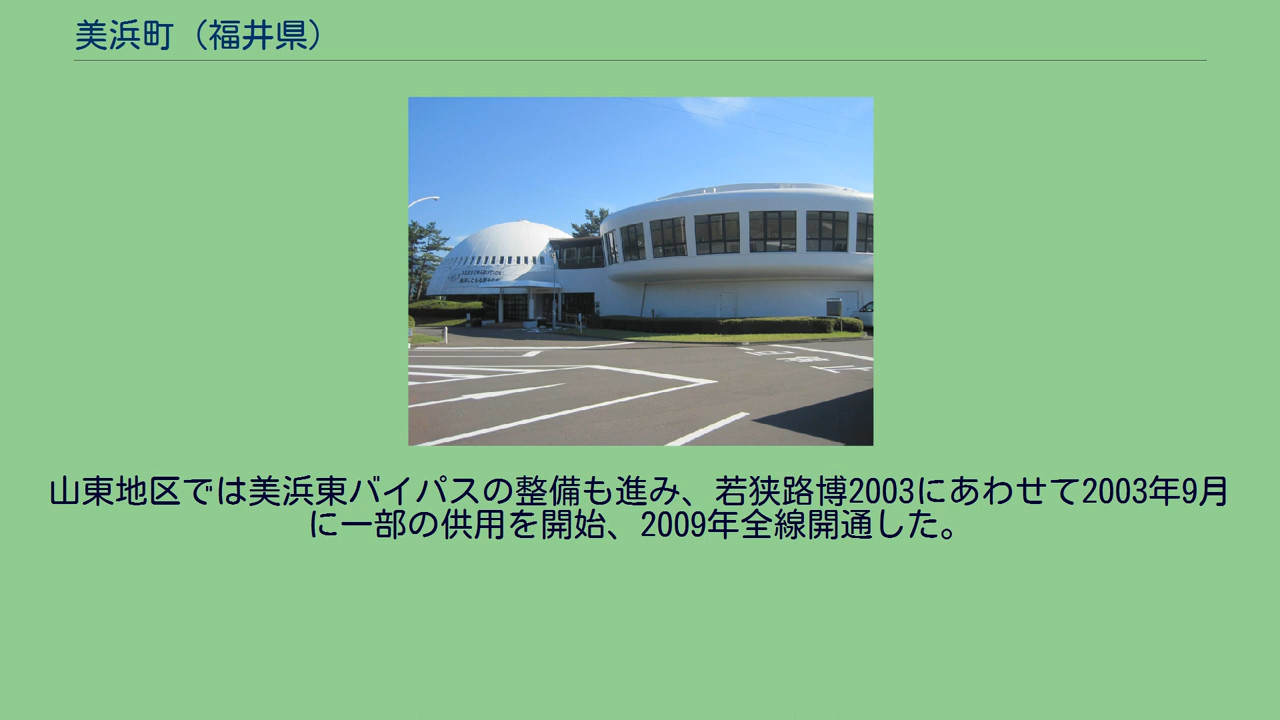 美浜町（福井県）
山東地区では美浜東バイパスの整備も進み、若狭路博2003にあわせて2003年9月
に一部の供用を開始、2009年全線開通した。